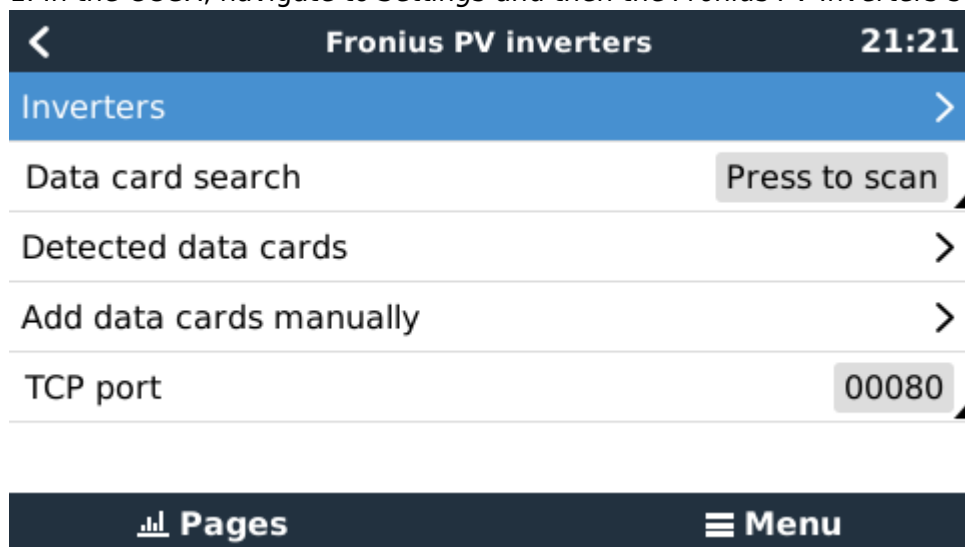 Fronius PV inverters 21:21
Inverters
Data card search Press to scan
Detected data cards
Add data cards manually
TCP port 00080
Pages Menu